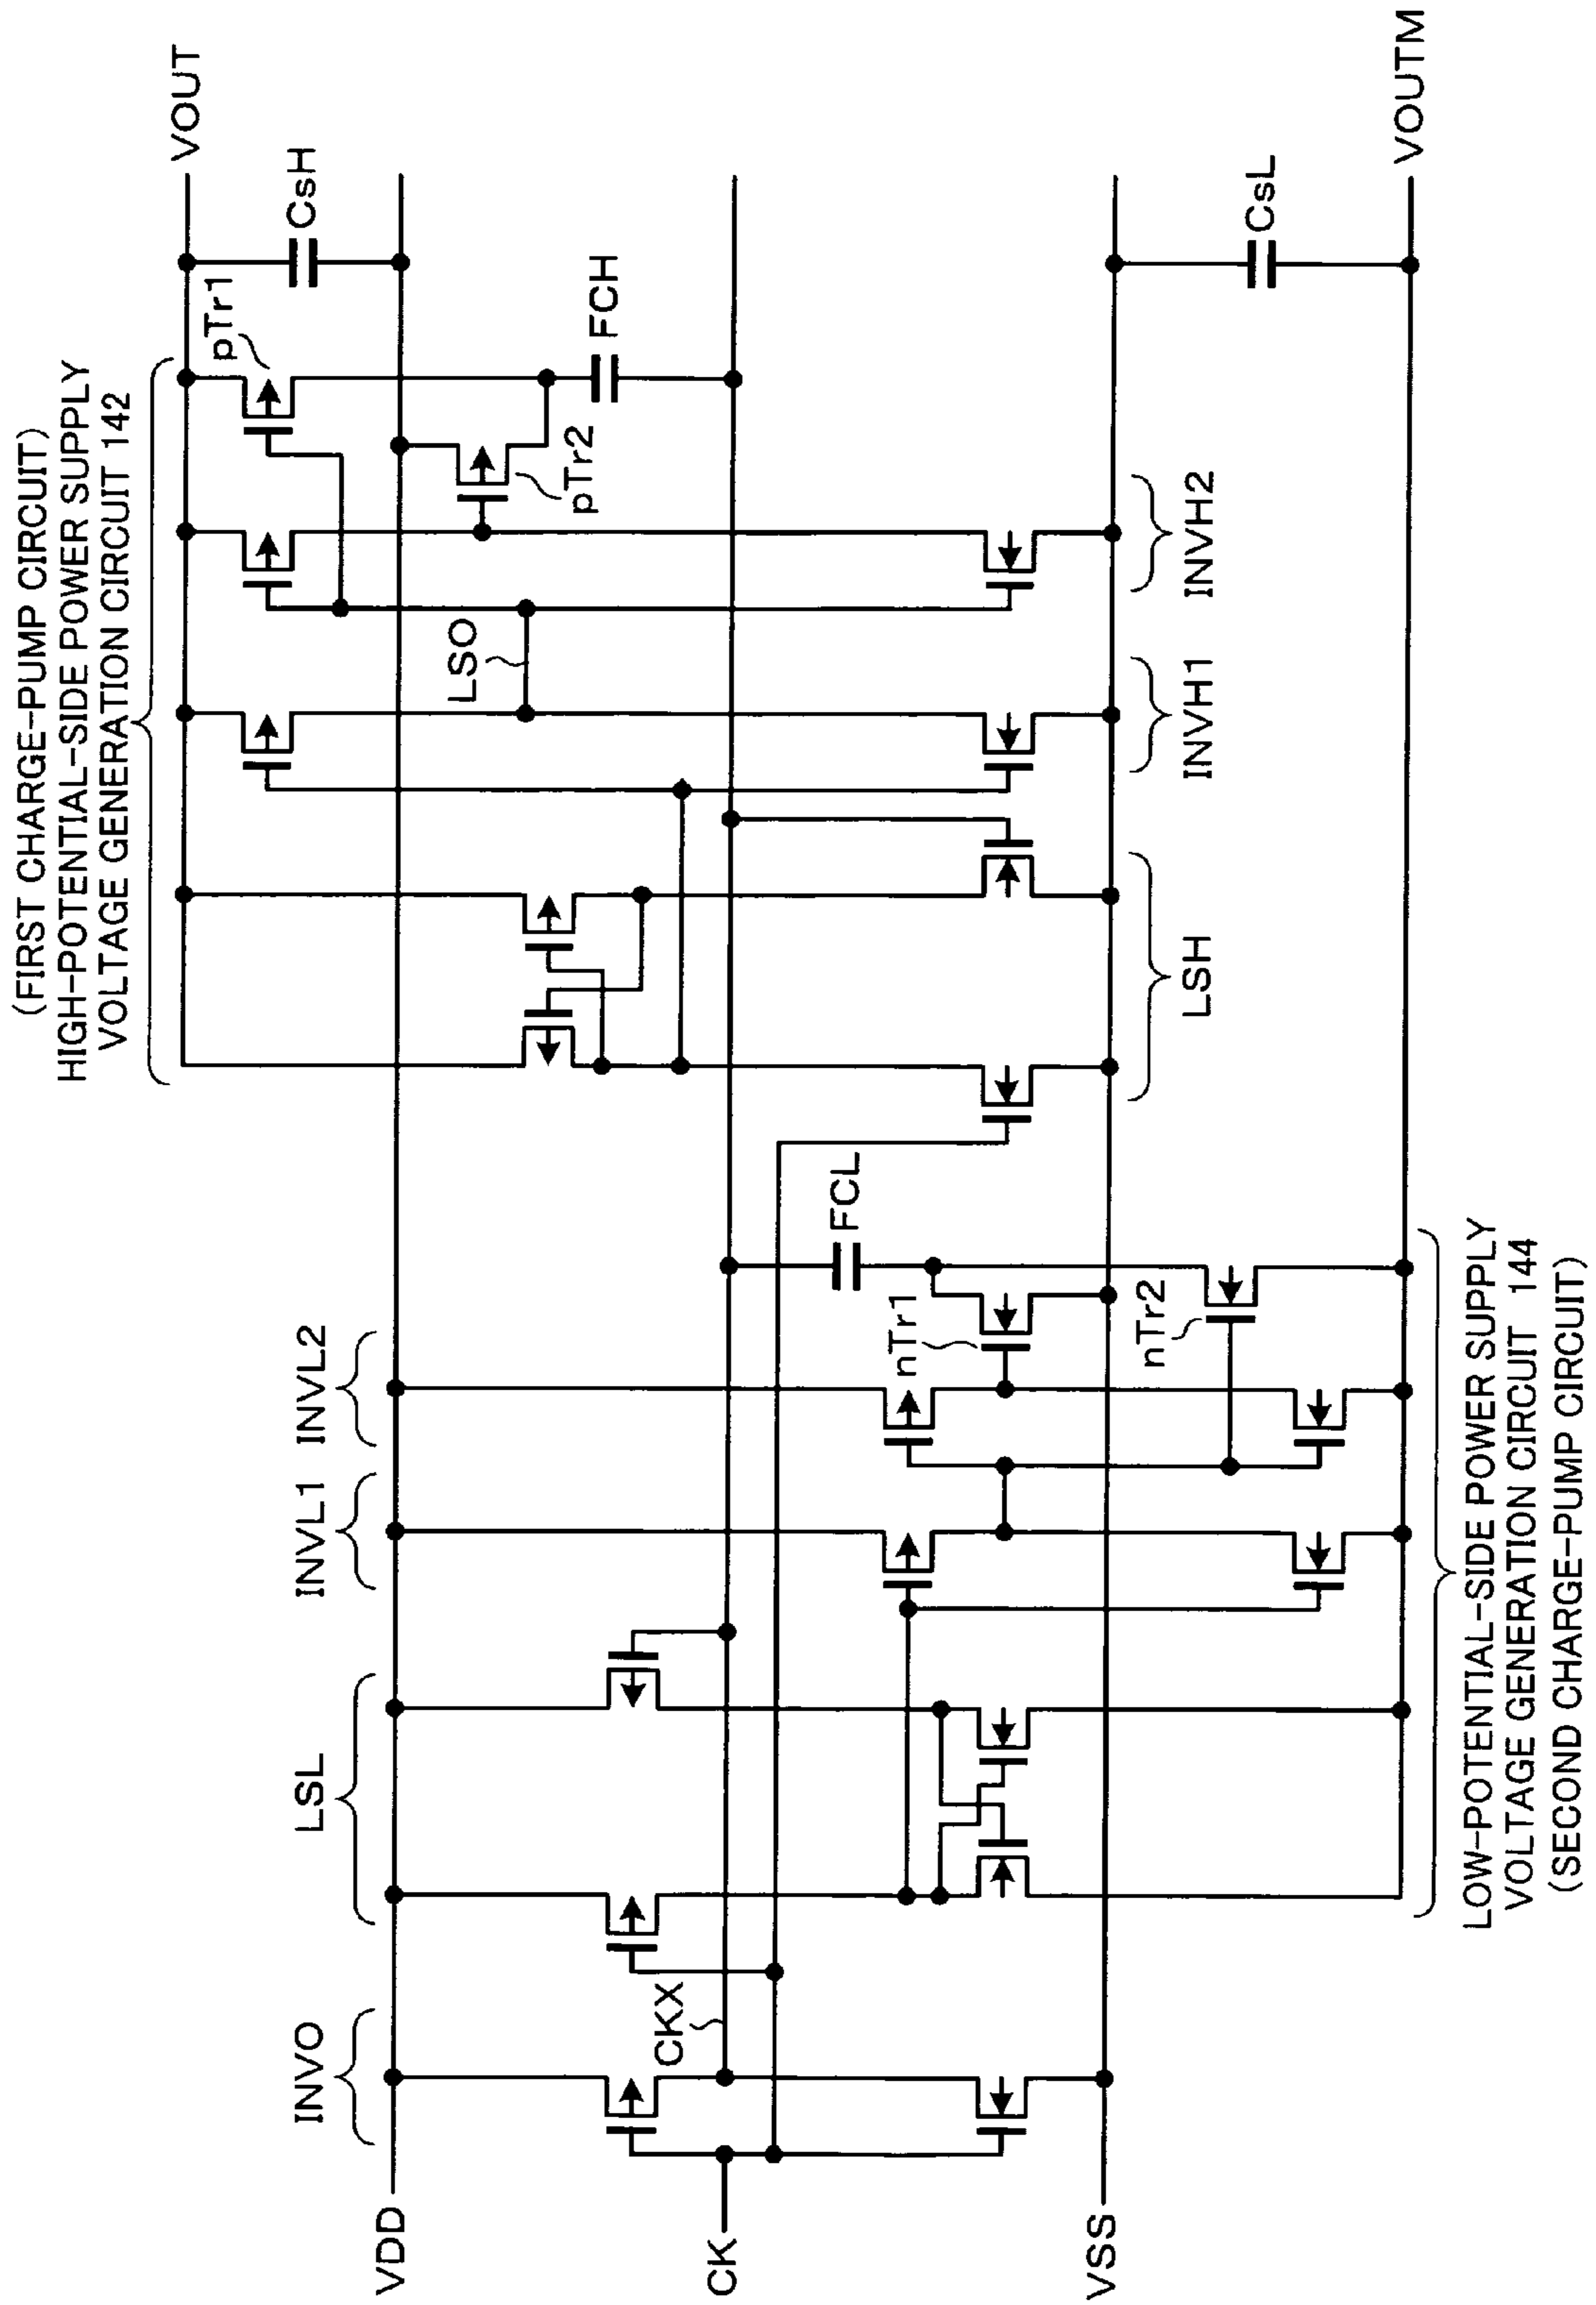 (FIRST CHARGE-PUMP CIRCUIT)
HIGH-POTENTIAL-SIDE POWER SUPPLY
VOLTAGE GENERATION CIRCUIT 142
VOUT
CsH
pTr1
FCH
pTr2
LSO
INVH2
INVH1
LSH
INVO
LSL
INVL1
INVL2
VDD
CKX
CK
VSS
FCL
nTr1
nTr2
CsL
VOUTM
LOW-POTENTIAL-SIDE POWER SUPPLY
VOLTAGE GENERATION CIRCUIT 144
(SECOND CHARGE-PUMP CIRCUIT)